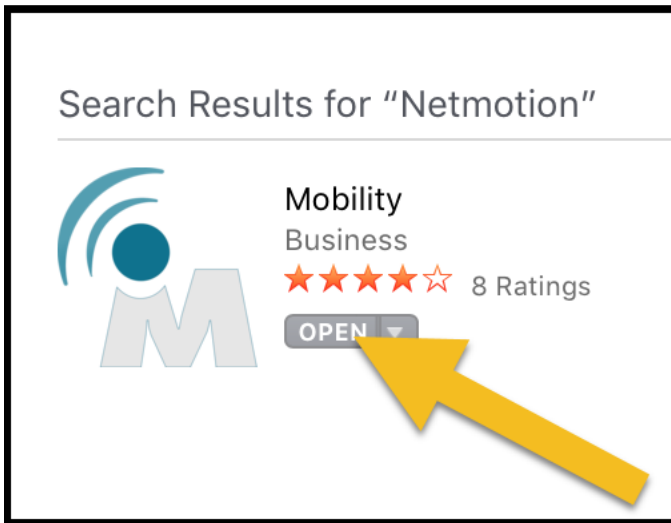 Search Results for “Netmotion”
Mobility
Business
8 Ratings
OPEN